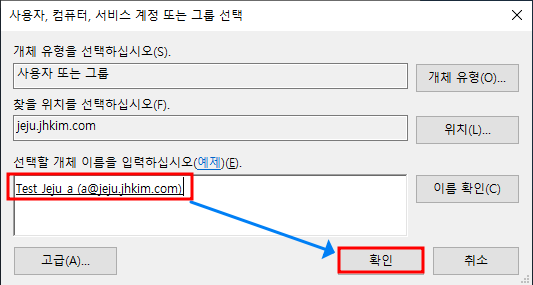 사용자, 컴퓨터, 서비스 계정 또는 그룹 선택
개체 유형을 선택하십시오(S).
사용자 또는 그룹
개체 유형(O)...
찾을 위치를 선택하십시오(F).
jeju.jhkim.com
위치(L)...
선택할 개체 이름을 입력하십시오(예제)(E).
Test Jeju a (a@jeju.jhkim.com)
이름 확인(C)
고급(A)...
확인
취소